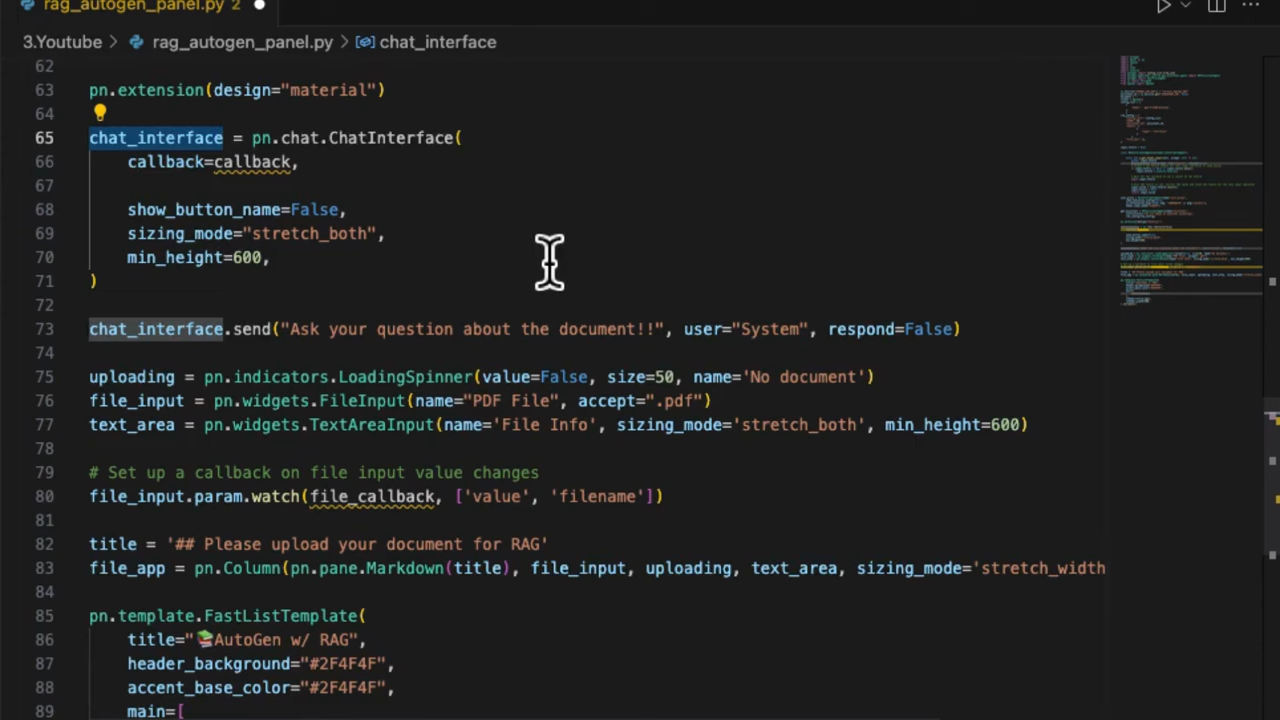 rag_autogen_panel.py 2
3.Youtube > rag_autogen_panel.py > chat_interface
62
63 pn.extension(design="material")
64
65 chat_interface = pn.chat.ChatInterface(
66     callback=callback,
67
68     show_button_name=False,
69     sizing_mode="stretch_both",
70     min_height=600,
71 )
72
73 chat_interface.send("Ask your question about the document!!", user="System", respond=False)
74
75 uploading = pn.indicators.LoadingSpinner(value=False, size=50, name='No document')
76 file_input = pn.widgets.FileInput(name="PDF File", accept=".pdf")
77 text_area = pn.widgets.TextAreaInput(name='File Info', sizing_mode='stretch_both', min_height=600)
78
79 # Set up a callback on file input value changes
80 file_input.param.watch(file_callback, ['value', 'filename'])
81
82 title = '## Please upload your document for RAG'
83 file_app = pn.Column(pn.pane.Markdown(title), file_input, uploading, text_area, sizing_mode='stretch_width
84
85 pn.template.FastListTemplate(
86     title="📚AutoGen w/ RAG",
87     header_background="#2F4F4F",
88     accent_base_color="#2F4F4F",
89     main=[